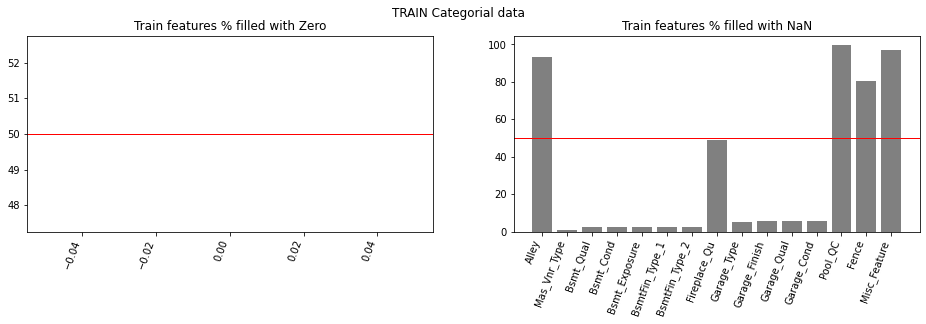 TRAIN Categorial data
Train features % filled with Zero
52
51
50
49
48
−0.04
−0.02
0.00
0.02
0.04
Train features % filled with NaN
100
80
60
40
20
0
Alley
Mas_Vnr_Type
Bsmt_Qual
Bsmt_Cond
Bsmt_Exposure
BsmtFin_Type_1
BsmtFin_Type_2
Fireplace_Qu
Garage_Type
Garage_Finish
Garage_Qual
Garage_Cond
Pool_QC
Fence
Misc_Feature